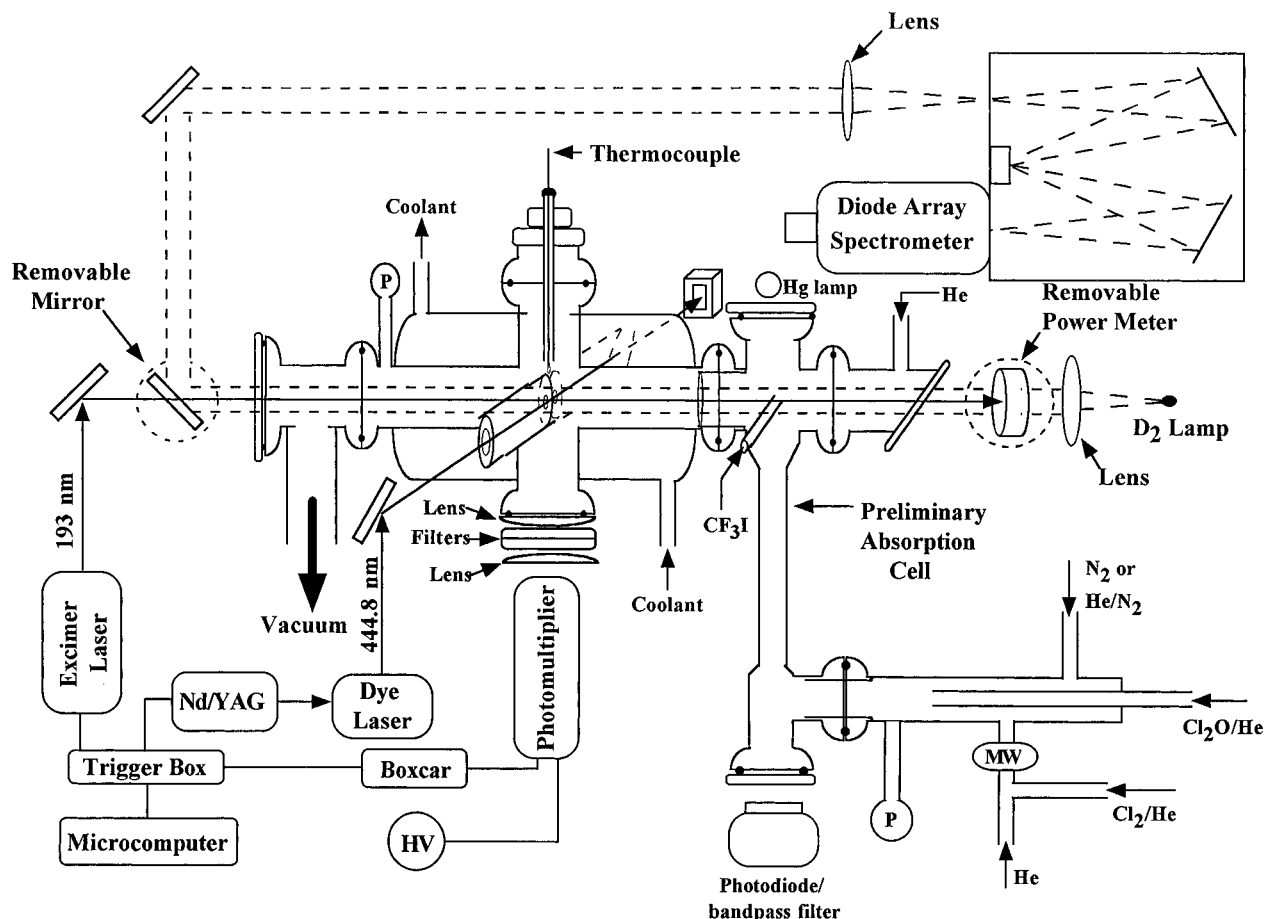 Lens
Thermocouple
Coolant
Diode Array
Spectrometer
Removable
Mirror
P
Hg lamp
He
Removable
Power Meter
D2 Lamp
Lens
193 nm
444.8 nm
Lens
Filters
Lens
CF3I
Preliminary
Absorption
Cell
Coolant
Vacuum
N2 or
He/N2
Excimer
Laser
Nd/YAG
Dye
Laser
Photomultiplier
Cl2O/He
Trigger Box
Boxcar
MW
Microcomputer
HV
P
Cl2/He
He
Photodiode/
bandpass filter